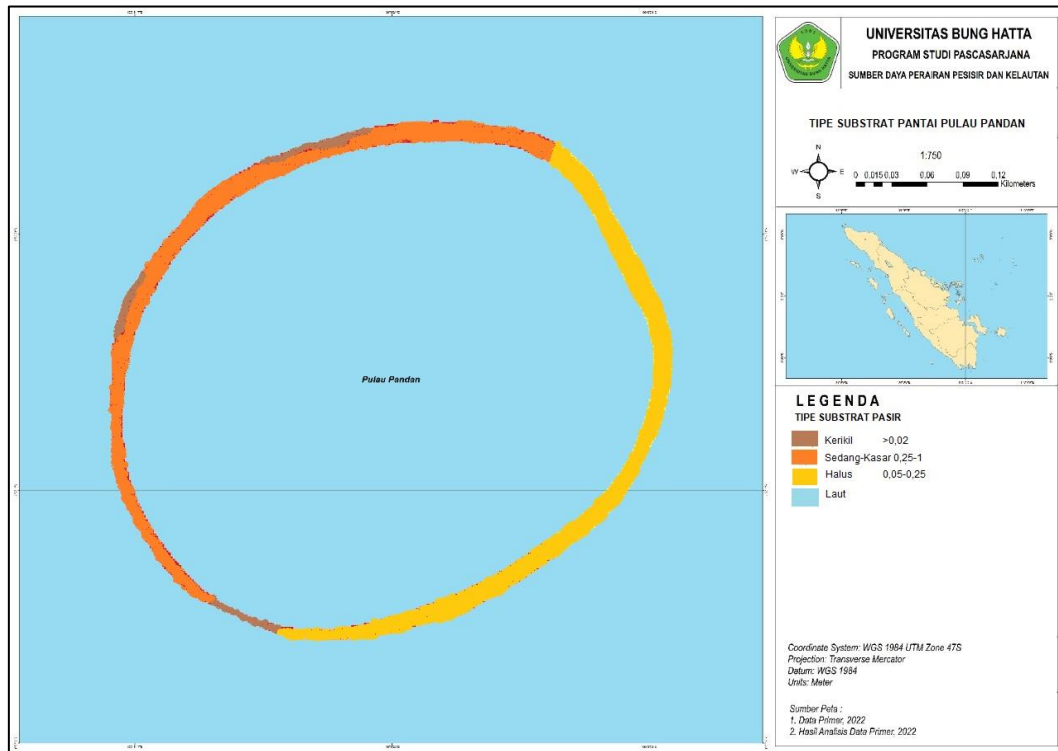 UNIVERSITAS BUNG HATTA
PROGRAM STUDI PASCASARJANA
SUMBER DAYA PERAIRAN PESISIR DAN KELAUTAN
TIPE SUBSTRAT PANTAI PULAU PANDAN
N
W E
S
1:750
0 0,015 0,03 0,06 0,09 0,12
Kilometers
Pulau Pandan
LEGENDA
TIPE SUBSTRAT PASIR
Kerikil >0,02
Sedang-Kasar 0,25-1
Halus 0,05-0,25
Laut
Coordinate System: WGS 1984 UTM Zone 47S
Projection: Transverse Mercator
Datum: WGS 1984
Units: Meter
Sumber Peta :
1. Data Primer, 2022
2. Hasil Analisis Data Primer, 2022